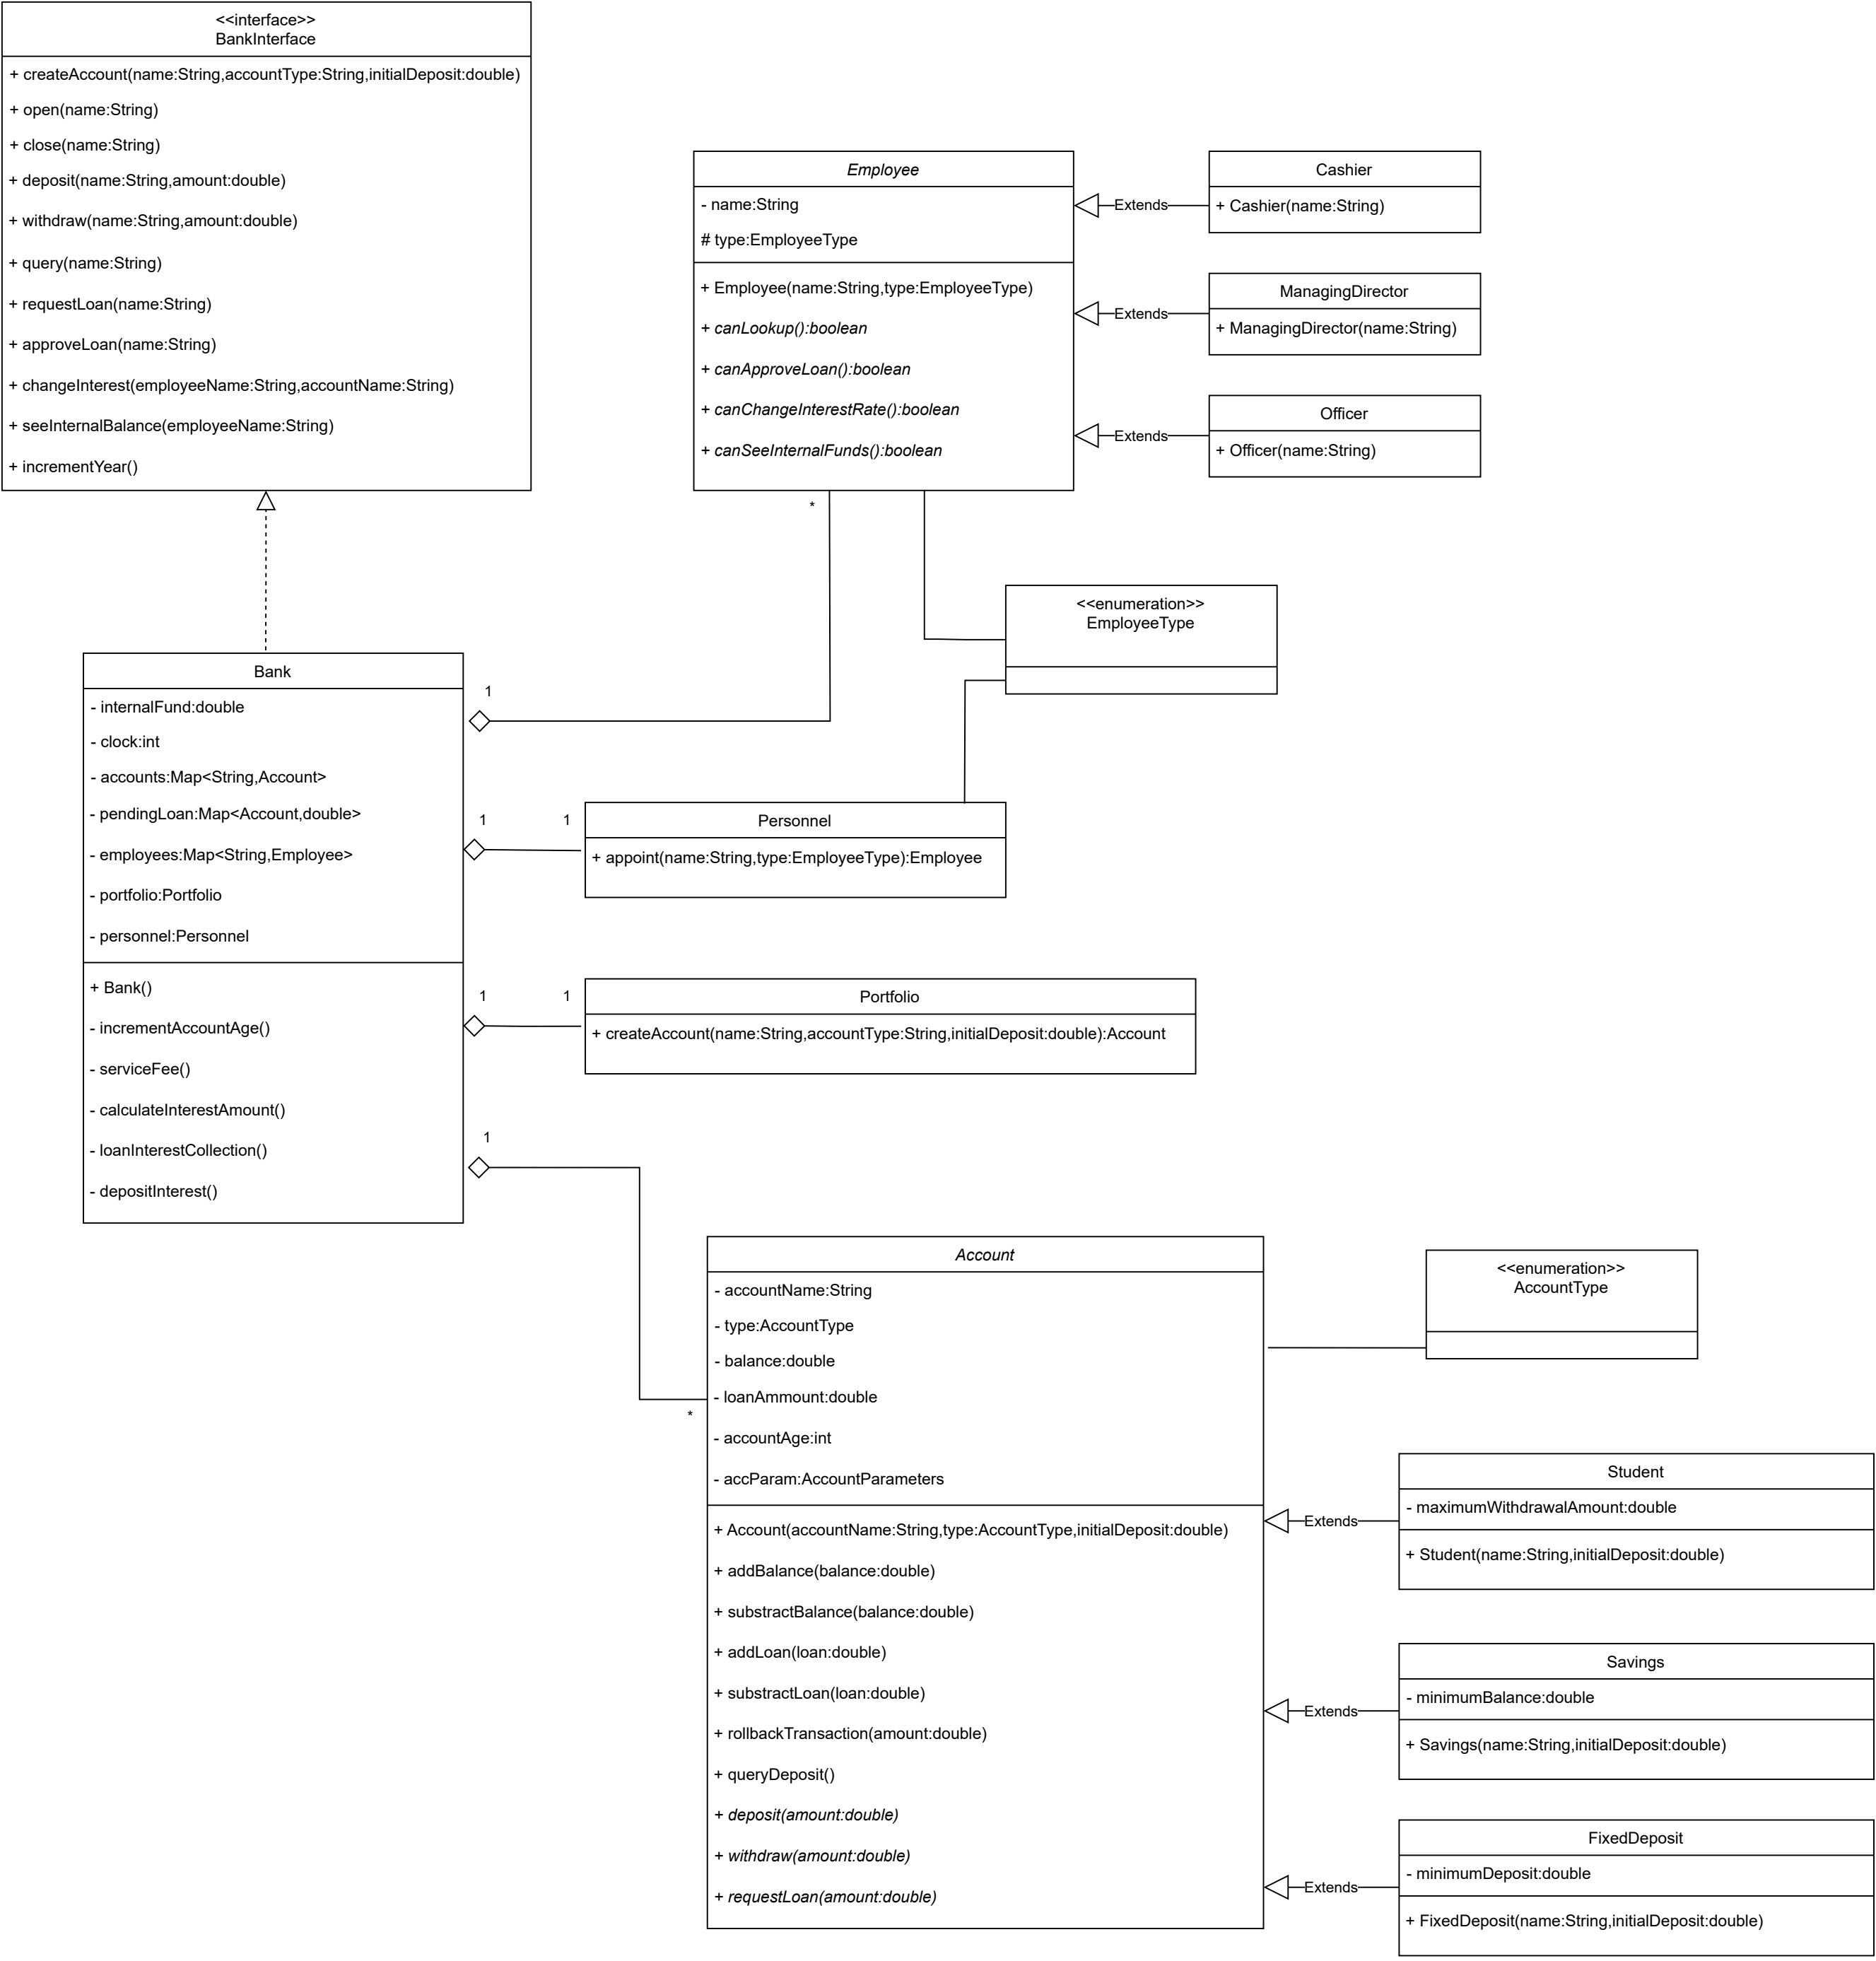 <<interface>>
BankInterface
+ createAccount(name:String,accountType:String,initialDeposit:double)
+ open(name:String)
+ close(name:String)
+ deposit(name:String,amount:double)
+ withdraw(name:String,amount:double)
+ query(name:String)
+ requestLoan(name:String)
+ approveLoan(name:String)
+ changeInterest(employeeName:String,accountName:String)
+ seeInternalBalance(employeeName:String)
+ incrementYear()
Employee
- name:String
# type:EmployeeType
+ Employee(name:String,type:EmployeeType)
+ canLookup():boolean
+ canApproveLoan():boolean
+ canChangeInterestRate():boolean
+ canSeeInternalFunds():boolean
*
Extends
Cashier
+ Cashier(name:String)
Extends
ManagingDirector
+ ManagingDirector(name:String)
Extends
Officer
+ Officer(name:String)
<<enumeration>>
EmployeeType
Bank
- internalFund:double
- clock:int
- accounts:Map<String,Account>
- pendingLoan:Map<Account,double>
- employees:Map<String,Employee>
- portfolio:Portfolio
- personnel:Personnel
+ Bank()
- incrementAccountAge()
- serviceFee()
- calculateInterestAmount()
- loanInterestCollection()
- depositInterest()
1
1
1
Personnel
+ appoint(name:String,type:EmployeeType):Employee
1
1
Portfolio
+ createAccount(name:String,accountType:String,initialDeposit:double):Account
1
*
Account
- accountName:String
- type:AccountType
- balance:double
- loanAmmount:double
- accountAge:int
- accParam:AccountParameters
+ Account(accountName:String,type:AccountType,initialDeposit:double)
+ addBalance(balance:double)
+ substractBalance(balance:double)
+ addLoan(loan:double)
+ substractLoan(loan:double)
+ rollbackTransaction(amount:double)
+ queryDeposit()
+ deposit(amount:double)
+ withdraw(amount:double)
+ requestLoan(amount:double)
<<enumeration>>
AccountType
Extends
Student
- maximumWithdrawalAmount:double
+ Student(name:String,initialDeposit:double)
Extends
Savings
- minimumBalance:double
+ Savings(name:String,initialDeposit:double)
Extends
FixedDeposit
- minimumDeposit:double
+ FixedDeposit(name:String,initialDeposit:double)